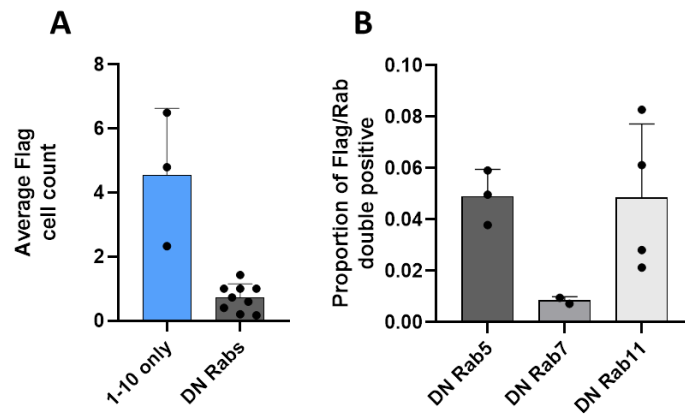 A
Average Flag
cell count
8
6
4
2
0
1-10 only
DN Rabs
B
Proportion of Flag/Rab
double positive
0.10
0.08
0.06
0.04
0.02
0.00
DN Rab5
DN Rab7
DN Rab11